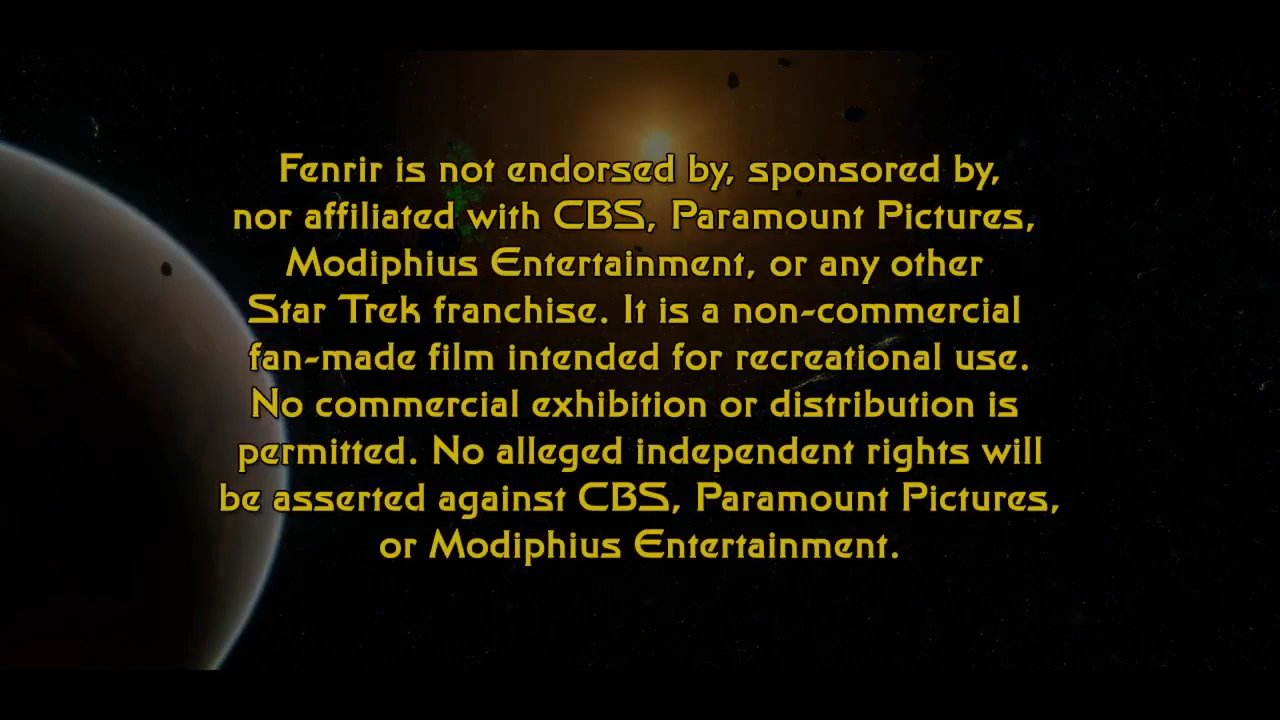 Fenrir is not endorsed by, sponsored by,
nor affiliated with CBS, Paramount Pictures,
Modiphius Entertainment, or any other
Star Trek franchise. It is a non-commercial
fan-made film intended for recreational use.
No commercial exhibition or distribution is
permitted. No alleged independent rights will
be asserted against CBS, Paramount Pictures,
or Modiphius Entertainment.